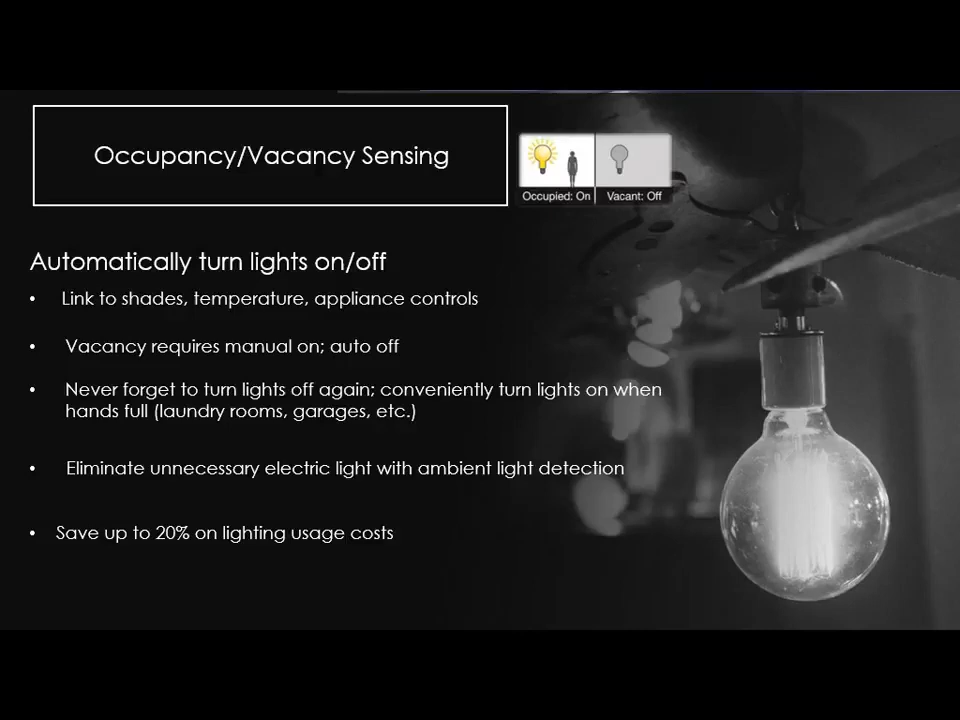 Occupancy/Vacancy Sensing
Occupied: On
Vacant: Off
Automatically turn lights on/off
• Link to shades, temperature, appliance controls
• Vacancy requires manual on; auto off
• Never forget to turn lights off again; conveniently turn lights on when
hands full (laundry rooms, garages, etc.)
• Eliminate unnecessary electric light with ambient light detection
• Save up to 20% on lighting usage costs